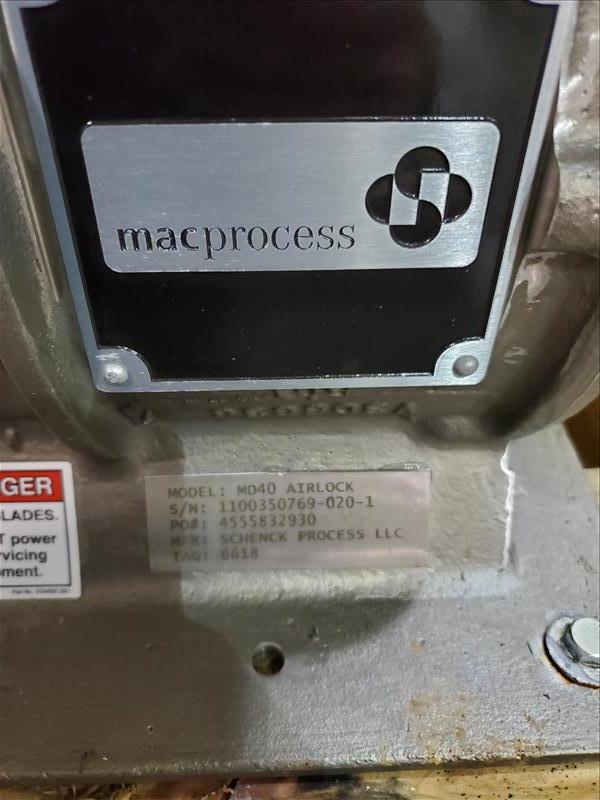 macprocess
GER
BLADES.
T power
rvicing
ment.
MODEL: MD40 AIRLOCK
S/N: 1100350769-020-1
PO#: 4555832930
MFR: SCHENCK PROCESS LLC
TAG: 6618